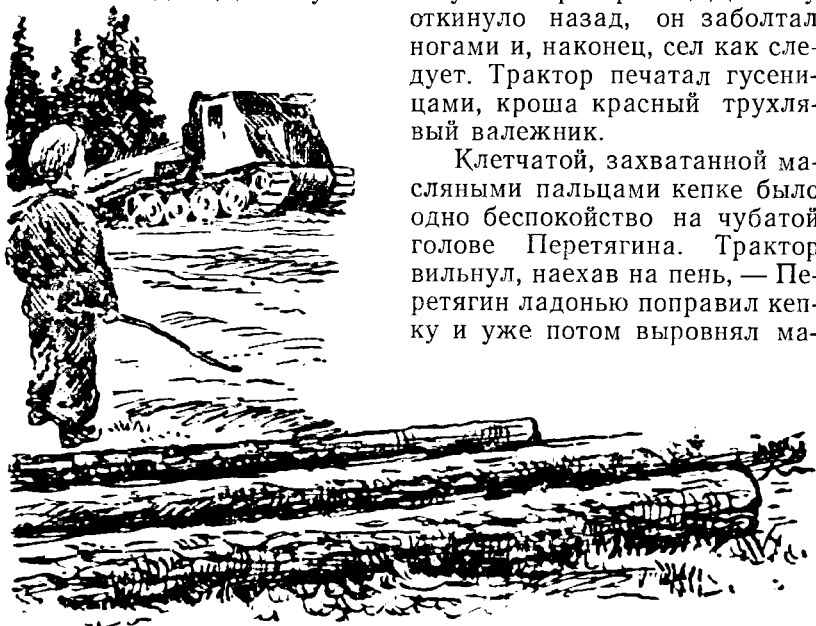 откинуло назад, он заболтал
ногами и, наконец, сел как сле-
дует. Трактор печатал гусени-
цами, кроша красный трухля-
вый валежник.
Клетчатой, захватанной ма-
сляными пальцами кепке было
одно беспокойство на чубатой
голове Перетягина. Трактор
вильнул, наехав на пень, — Пе-
ретягин ладонью поправил кеп-
ку и уже потом выровнял ма-